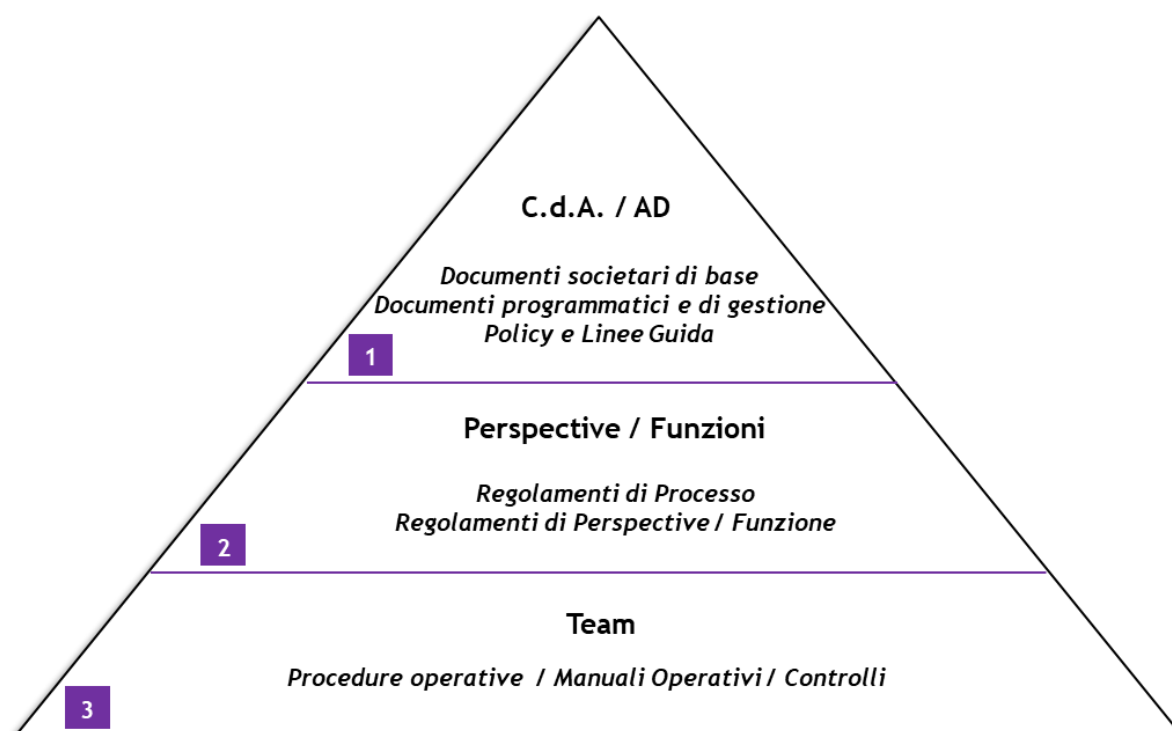 C.d.A. / AD
Documenti societari di base
Documenti programmatici e di gestione
Policy e Linee Guida
1
Perspective / Funzioni
Regolamenti di Processo
Regolamenti di Perspective / Funzione
2
Team
Procedure operative / Manuali Operativi / Controlli
3